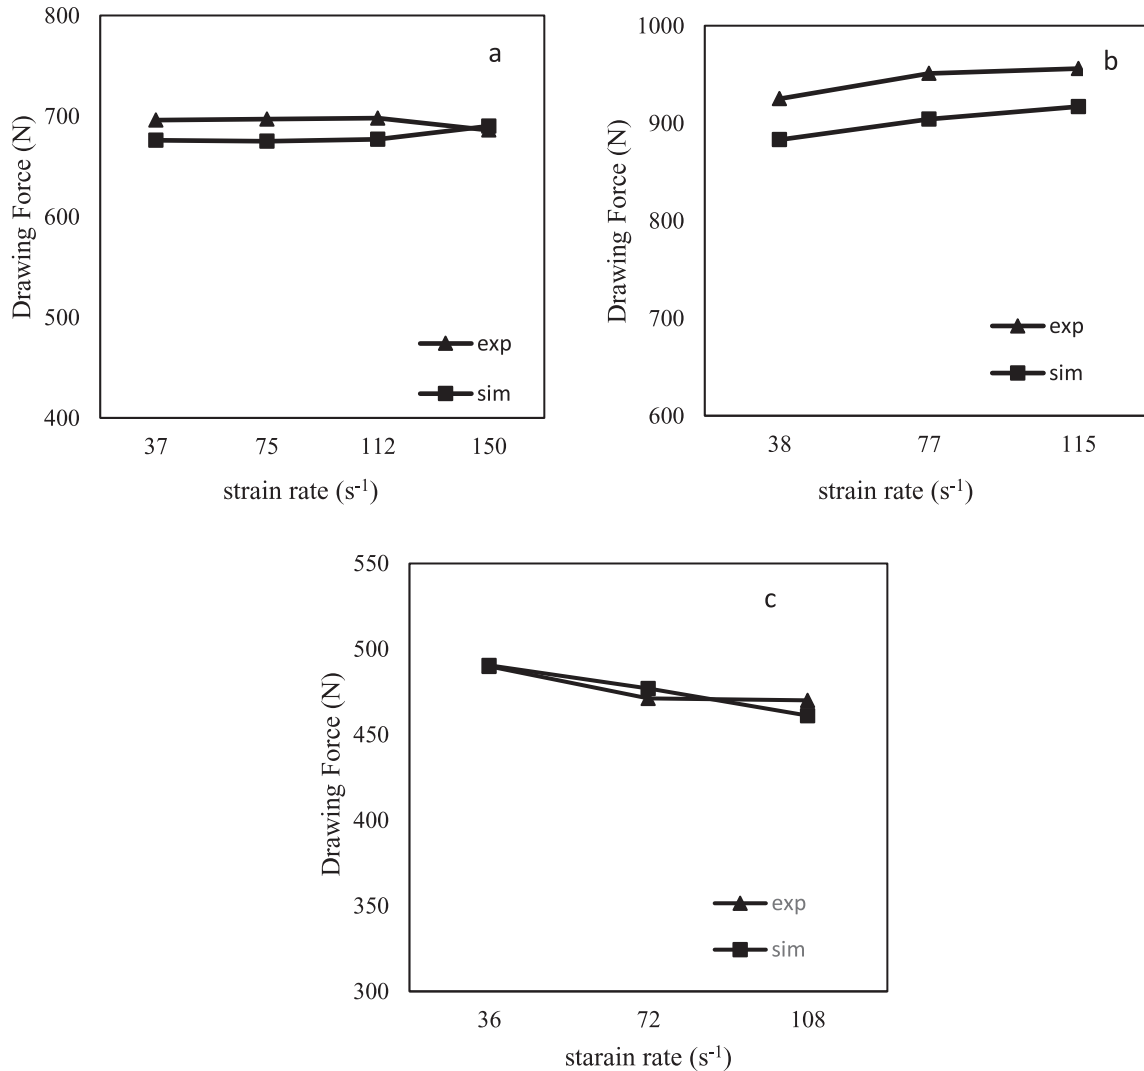 800
700
600
500
400
Drawing Force (N)
a
exp
sim
37 75 112 150
strain rate (s⁻¹)
1000
900
800
700
600
Drawing Force (N)
b
exp
sim
38 77 115
strain rate (s⁻¹)
550
500
450
400
350
300
Drawing Force (N)
c
exp
sim
36 72 108
starain rate (s⁻¹)